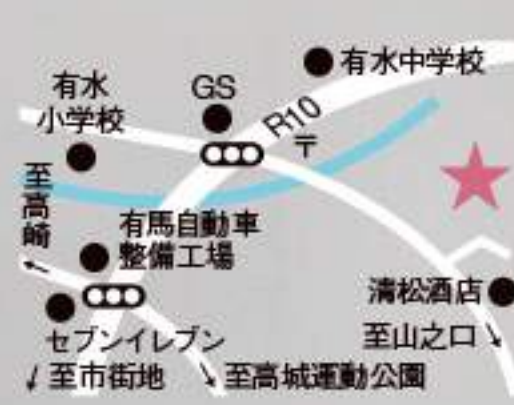 有水中学校
有水
小学校
GS
R10
〒
至高崎
←
有馬自動車
整備工場
清松酒店
至山之口↘
セブンイレブン
↓至市街地
↘至高城運動公園